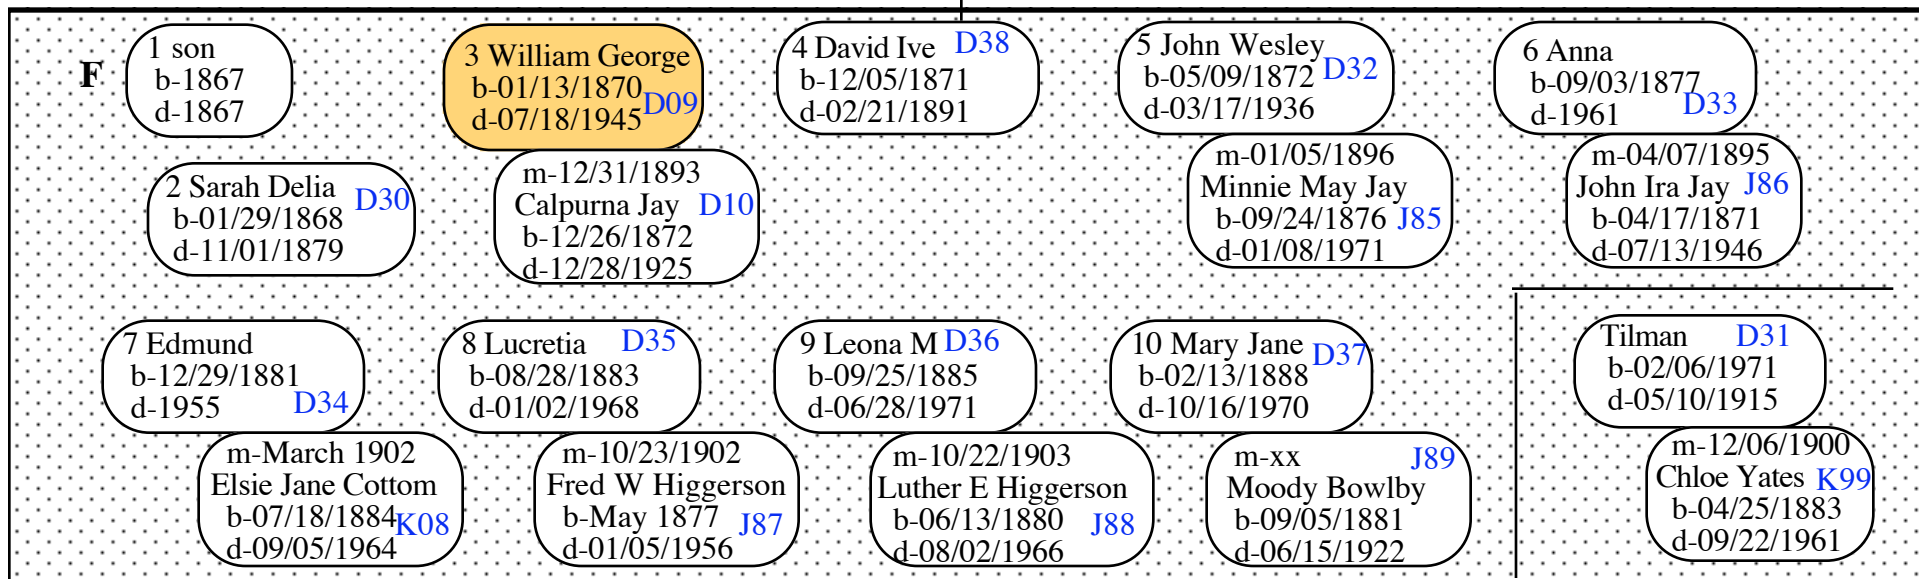 F
1 son
b-1867
d-1867
2 Sarah Delia D30
b-01/29/1868
d-11/01/1879
3 William George
b-01/13/1870
d-07/18/1945 D09
m-12/31/1893
Calpurna Jay D10
b-12/26/1872
d-12/28/1925
4 David Ive D38
b-12/05/1871
d-02/21/1891
5 John Wesley
b-05/09/1872 D32
d-03/17/1936
m-01/05/1896
Minnie May Jay
b-09/24/1876 J85
d-01/08/1971
6 Anna
b-09/03/1877
d-1961 D33
m-04/07/1895
John Ira Jay J86
b-04/17/1871
d-07/13/1946
7 Edmund
b-12/29/1881
d-1955 D34
m-March 1902
Elsie Jane Cottom
b-07/18/1884 K08
d-09/05/1964
8 Lucretia D35
b-08/28/1883
d-01/02/1968
m-10/23/1902
Fred W Higgerson
b-May 1877 J87
d-01/05/1956
9 Leona M D36
b-09/25/1885
d-06/28/1971
m-10/22/1903
Luther E Higgerson
b-06/13/1880 J88
d-08/02/1966
10 Mary Jane D37
b-02/13/1888
d-10/16/1970
m-xx J89
Moody Bowlby
b-09/05/1881
d-06/15/1922
Tilman D31
b-02/06/1971
d-05/10/1915
m-12/06/1900
Chloe Yates K99
b-04/25/1883
d-09/22/1961